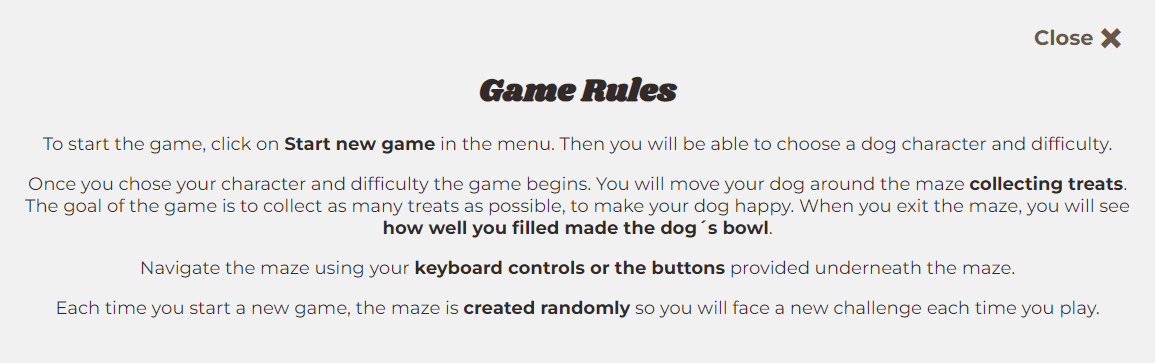 Close ✖
Game Rules
To start the game, click on Start new game in the menu. Then you will be able to choose a dog character and difficulty.
Once you chose your character and difficulty the game begins. You will move your dog around the maze collecting treats.
The goal of the game is to collect as many treats as possible, to make your dog happy. When you exit the maze, you will see
how well you filled made the dog´s bowl.
Navigate the maze using your keyboard controls or the buttons provided underneath the maze.
Each time you start a new game, the maze is created randomly so you will face a new challenge each time you play.